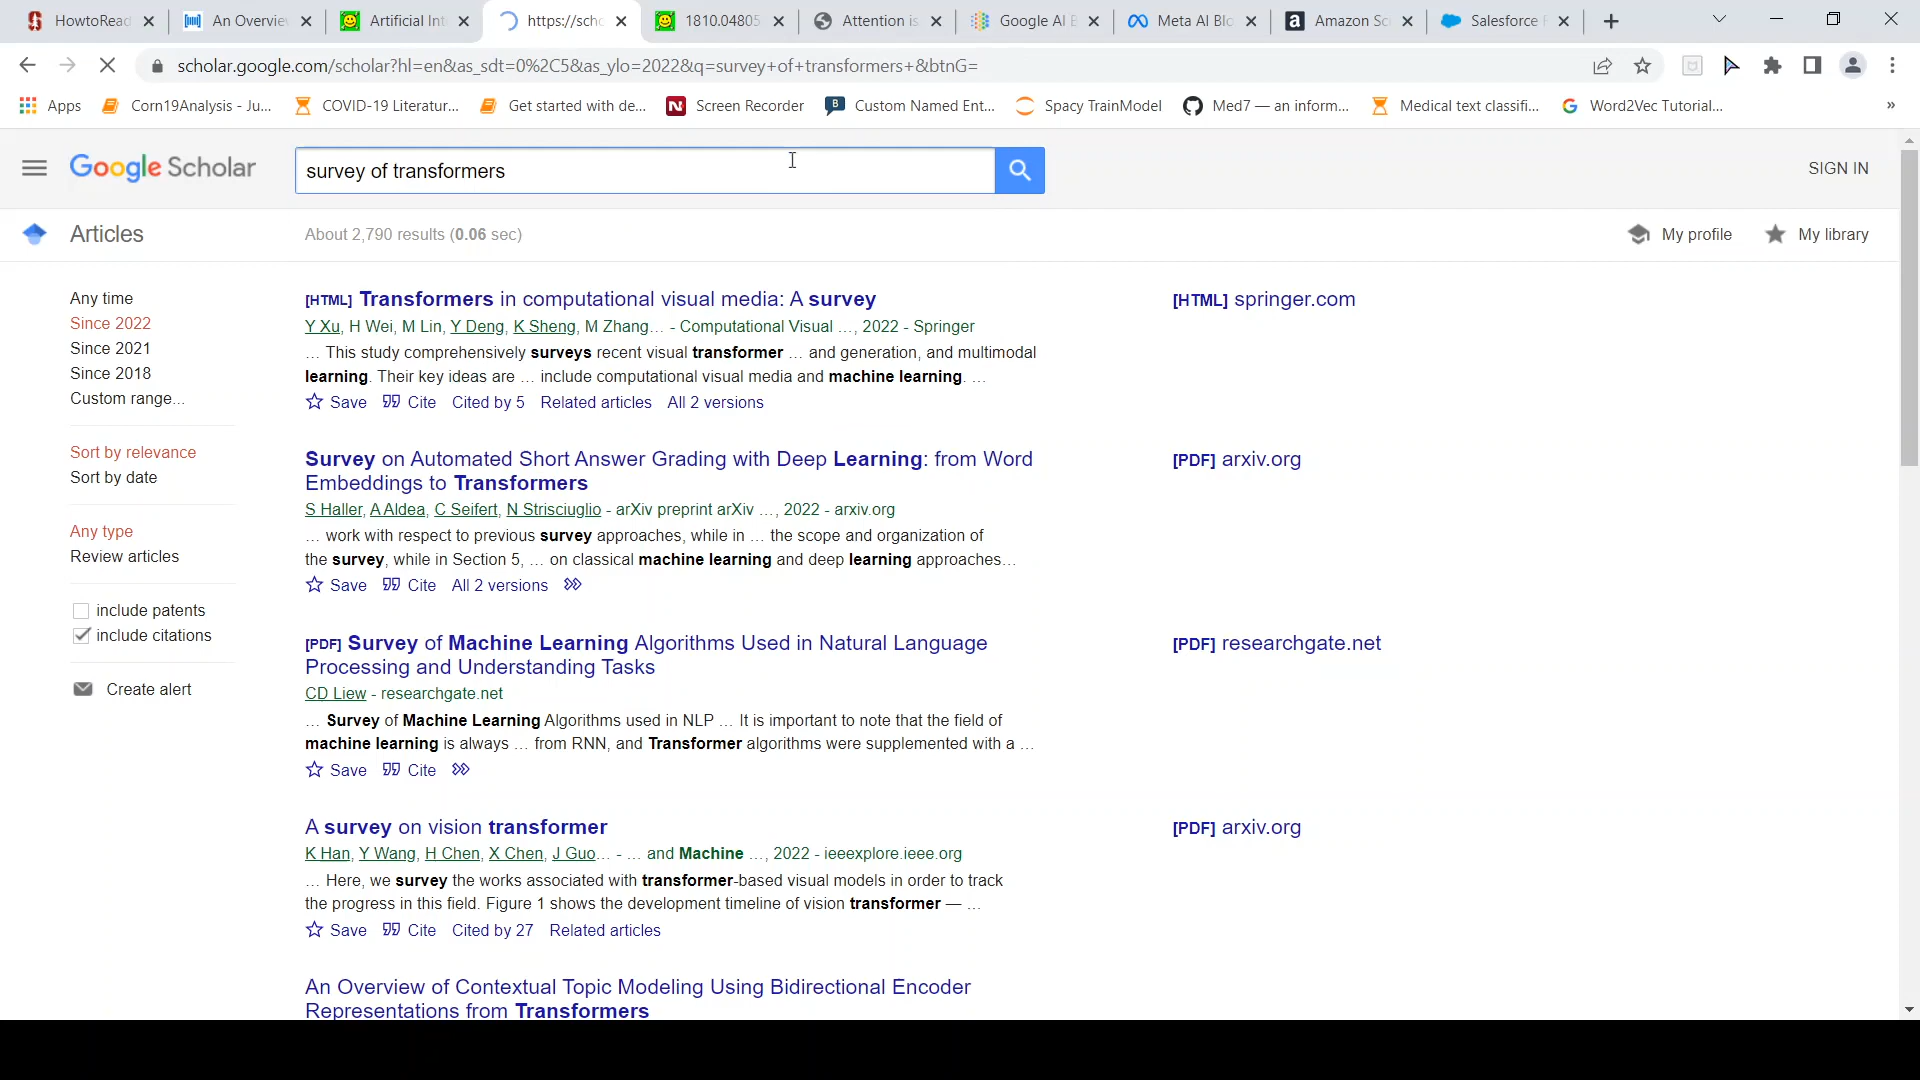 HowtoRead
An Overvie
Artificial Int
https://scho
1810.04805
Attention is
Google AI B
Meta AI Blo
Amazon Sc
Salesforce R
scholar.google.com/scholar?hl=en&as_sdt=0%2C5&as_ylo=2022&q=survey+of+transformers+&btnG=
Apps
Corn19Analysis - Ju...
COVID-19 Literatur...
Get started with de...
Screen Recorder
Custom Named Ent...
Spacy TrainModel
Med7 — an inform...
Medical text classifi...
Word2Vec Tutorial...
»
Google Scholar
survey of transformers
SIGN IN
Articles
About 2,790 results (0.06 sec)
My profile
My library
Any time
Since 2022
Since 2021
Since 2018
Custom range...
Sort by relevance
Sort by date
Any type
Review articles
include patents
include citations
Create alert
[HTML] Transformers in computational visual media: A survey
[HTML] springer.com
Y Xu, H Wei, M Lin, Y Deng, K Sheng, M Zhang… - Computational Visual …, 2022 - Springer
… This study comprehensively surveys recent visual transformer … and generation, and multimodal
learning. Their key ideas are … include computational visual media and machine learning. …
Save Cite Cited by 5 Related articles All 2 versions
Survey on Automated Short Answer Grading with Deep Learning: from Word
Embeddings to Transformers
[PDF] arxiv.org
S Haller, A Aldea, C Seifert, N Strisciuglio - arXiv preprint arXiv …, 2022 - arxiv.org
… work with respect to previous survey approaches, while in … the scope and organization of
the survey, while in Section 5, … on classical machine learning and deep learning approaches…
Save Cite All 2 versions
[PDF] Survey of Machine Learning Algorithms Used in Natural Language
Processing and Understanding Tasks
[PDF] researchgate.net
CD Liew - researchgate.net
… Survey of Machine Learning Algorithms used in NLP … It is important to note that the field of
machine learning is always … from RNN, and Transformer algorithms were supplemented with a …
Save Cite
A survey on vision transformer
[PDF] arxiv.org
K Han, Y Wang, H Chen, X Chen, J Guo… - … and Machine …, 2022 - ieeexplore.ieee.org
… Here, we survey the works associated with transformer-based visual models in order to track
the progress in this field. Figure 1 shows the development timeline of vision transformer — …
Save Cite Cited by 27 Related articles
An Overview of Contextual Topic Modeling Using Bidirectional Encoder
Representations from Transformers